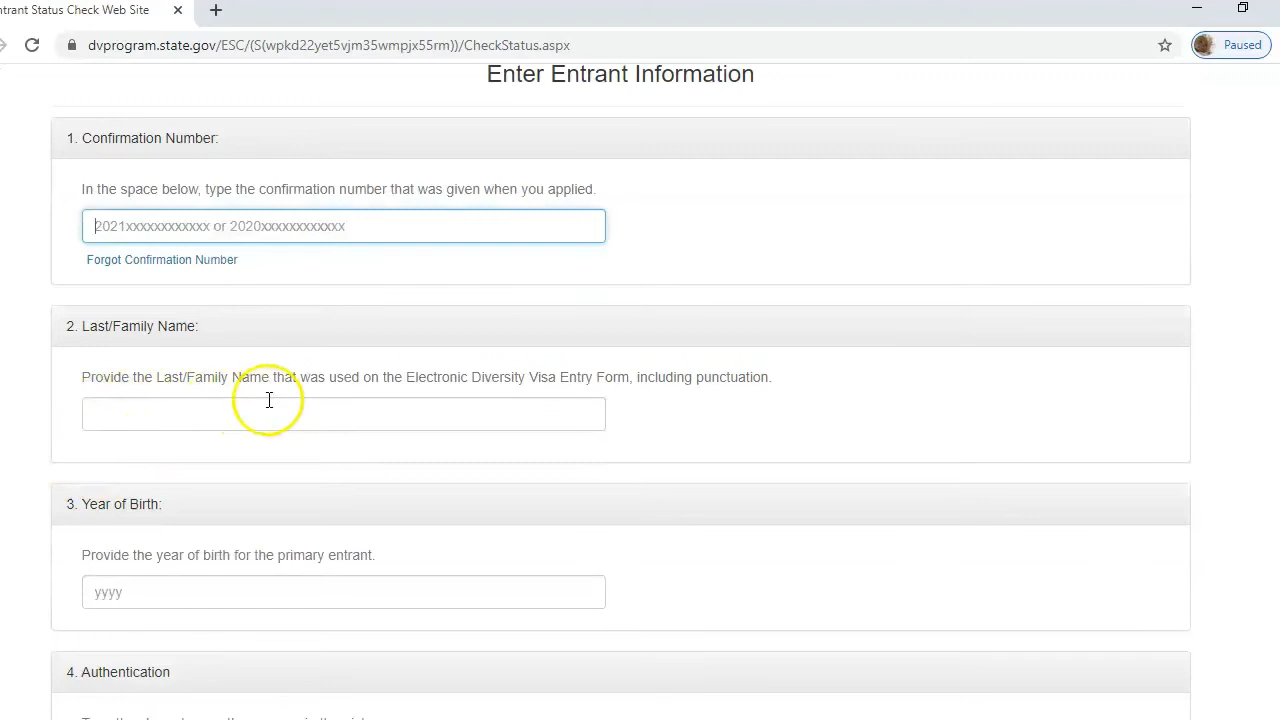 ntrant Status Check Web Site
dvprogram.state.gov/ESC/(S(wpkd22yet5vjm35wmpjx55rm))/CheckStatus.aspx
Paused
Enter Entrant Information
1. Confirmation Number:
In the space below, type the confirmation number that was given when you applied.
2021xxxxxxxxxxxx or 2020xxxxxxxxxxxx
Forgot Confirmation Number
2. Last/Family Name:
Provide the Last/Family Name that was used on the Electronic Diversity Visa Entry Form, including punctuation.
3. Year of Birth:
Provide the year of birth for the primary entrant.
yyyy
4. Authentication